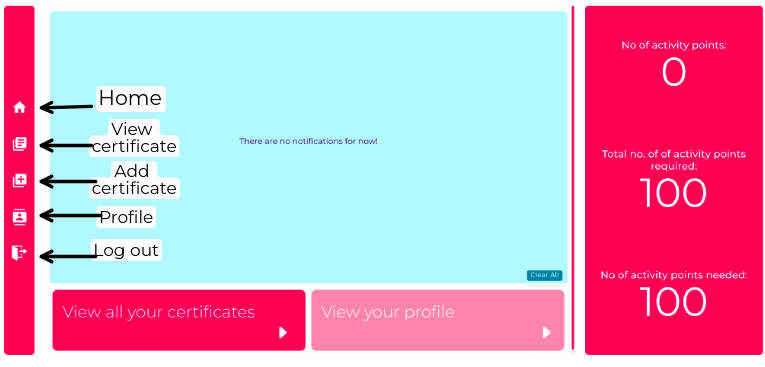 Home
View
certificate
Add
certificate
Profile
Log out
There are no notifications for now!
Clear All
View all your certificates
View your profile
No of activity points:
0
Total no. of of activity points
required:
100
No of activity points needed:
100